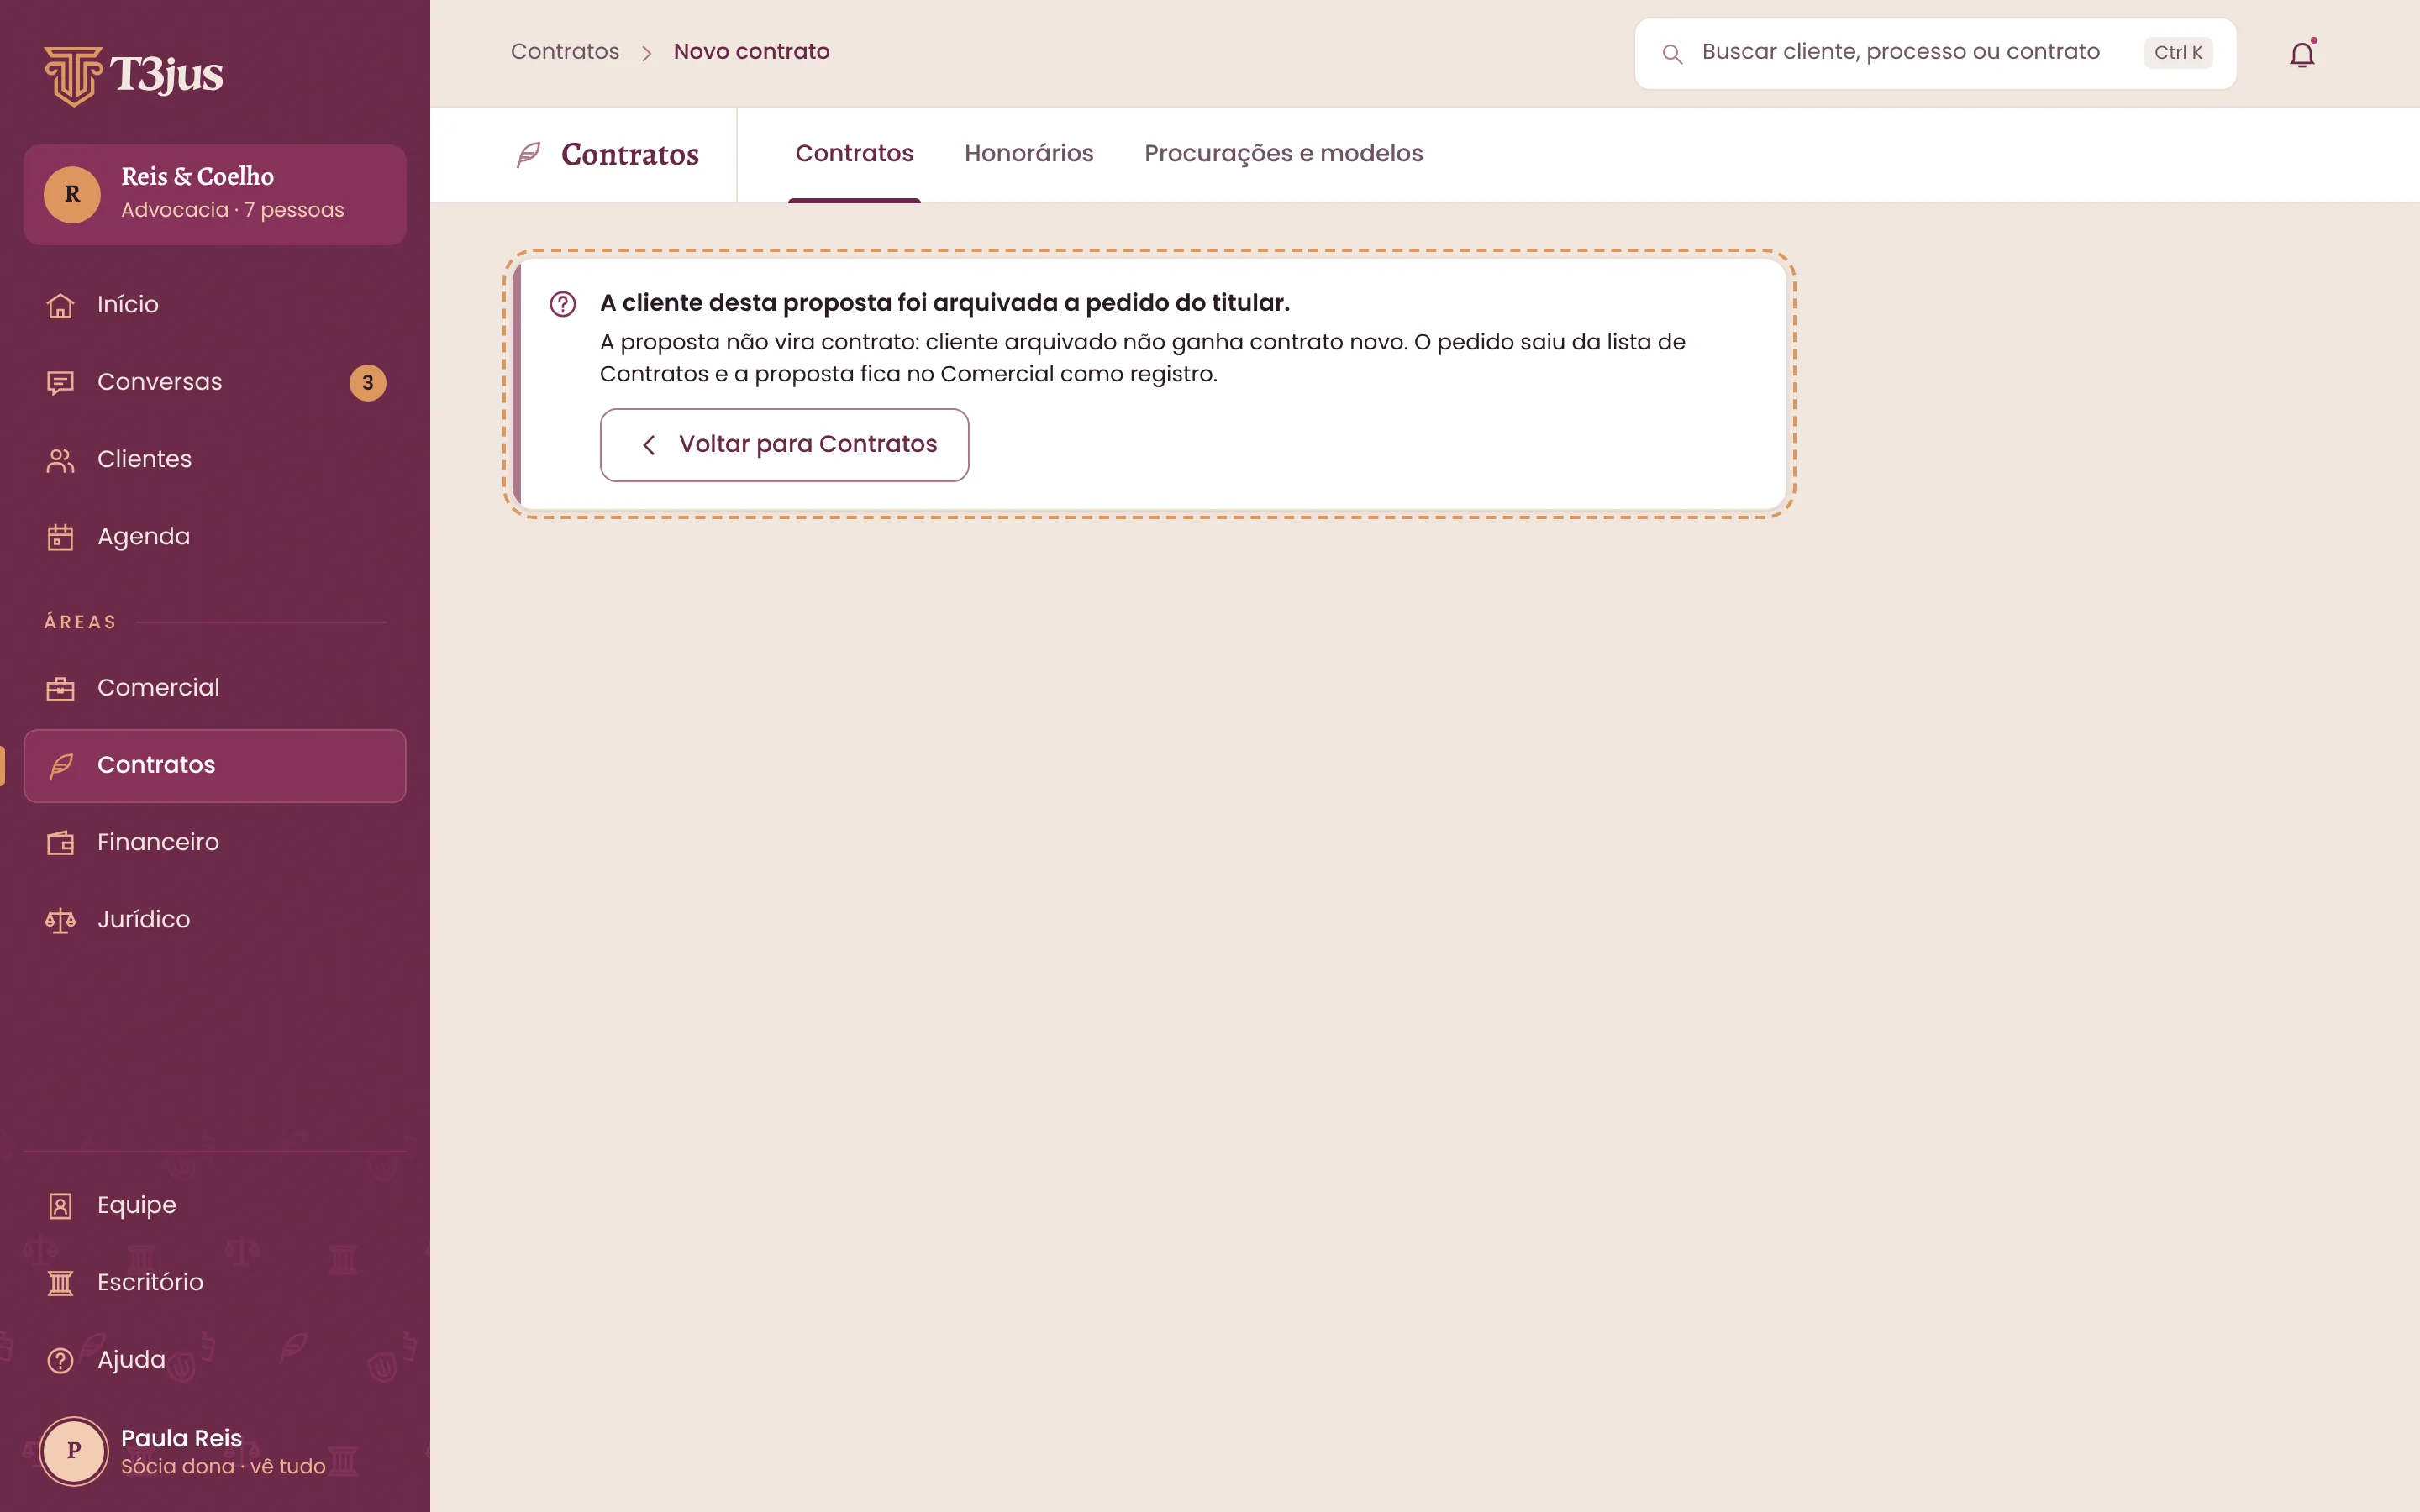 T3jus
R
Reis & Coelho
Advocacia · 7 pessoas
Início
Conversas
3
Clientes
Agenda
ÁREAS
Comercial
Contratos
Financeiro
Jurídico
Equipe
Escritório
Ajuda
P
Paula Reis
Sócia dona · vê tudo
Contratos
Novo contrato
Buscar cliente, processo ou contrato
Ctrl K
Contratos
Contratos
Honorários
Procurações e modelos
A cliente desta proposta foi arquivada a pedido do titular.
A proposta não vira contrato: cliente arquivado não ganha contrato novo. O pedido saiu da lista de
Contratos e a proposta fica no Comercial como registro.
Voltar para Contratos